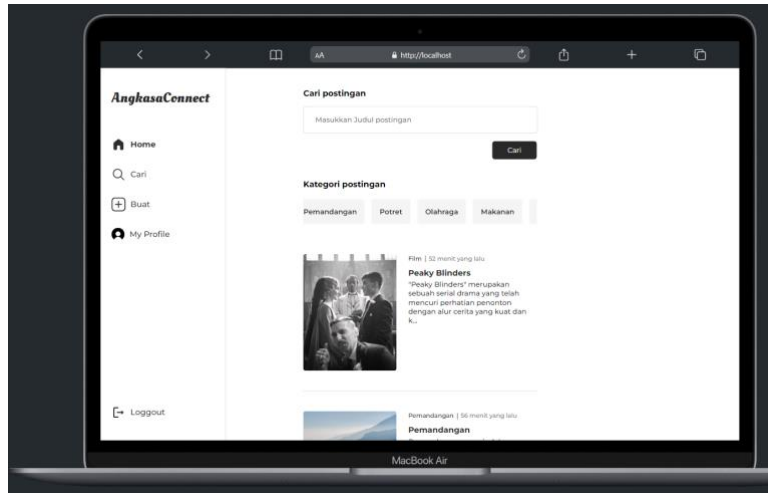 AA
http://localhost
AngkasaConnect
Home
Cari
Buat
My Profile
Loggout
Cari postingan
Masukkan Judul postingan
Cari
Kategori postingan
Pemandangan
Potret
Olahraga
Makanan
Film | 52 menit yang lalu
Peaky Blinders
"Peaky Blinders" merupakan
sebuah serial drama yang telah
mencuri perhatian penonton
dengan alur cerita yang kuat dan
k...
Pemandangan | 56 menit yang lalu
Pemandangan
MacBook Air